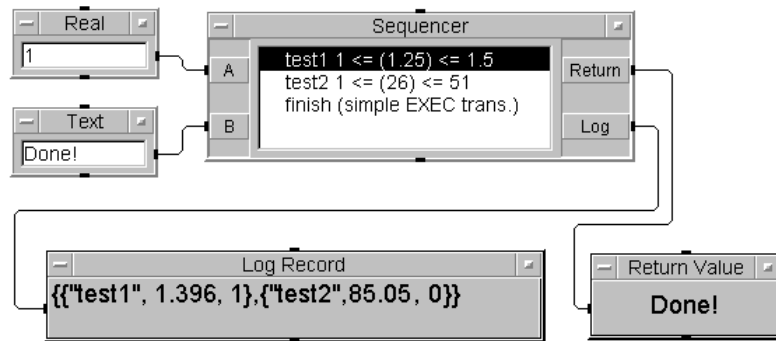 Real
1
Text
Done!
Sequencer
A
B
test1 1 <= (1.25) <= 1.5
test2 1 <= (26) <= 51
finish (simple EXEC trans.)
Return
Log
Log Record
{{"test1", 1.396, 1},{"test2",85.05, 0}}
Return Value
Done!